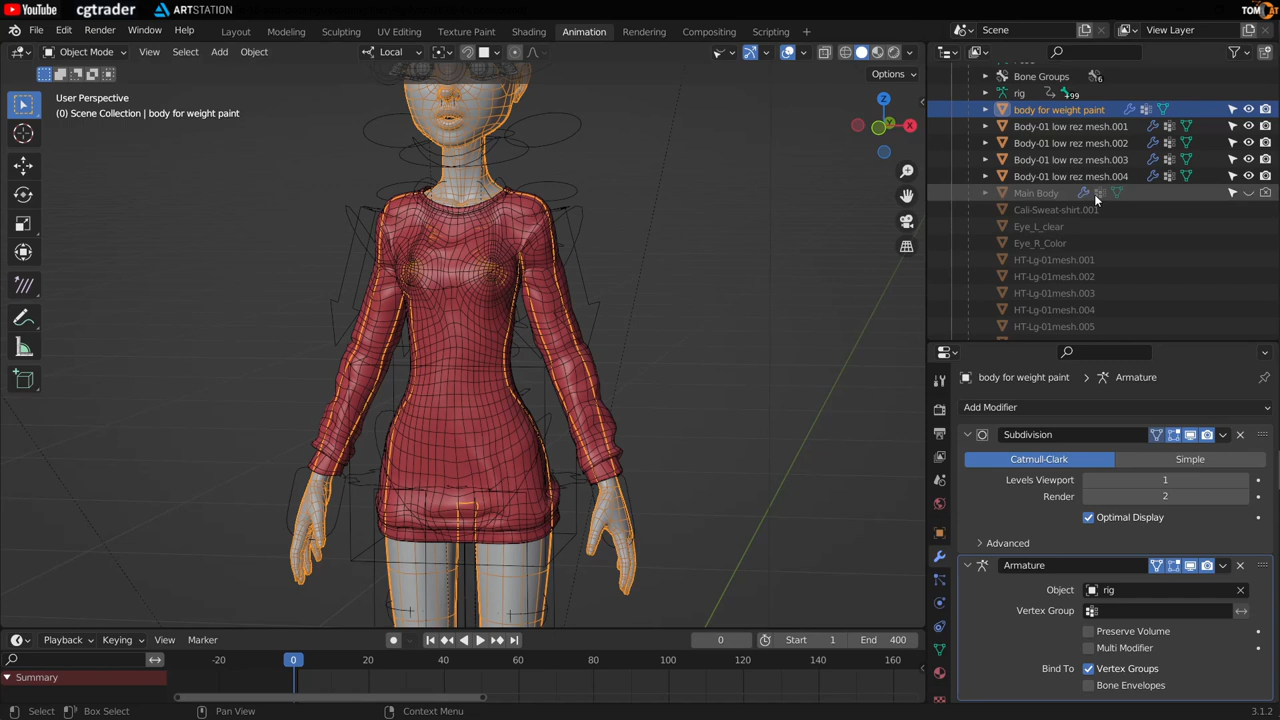 YouTube cgtrader ARTSTATION TOMCAT
File Edit Render Window Help Layout Modeling Sculpting UV Editing Texture Paint Shading Animation Rendering Compositing Scripting Scene View Layer
Object Mode View Select Add Object Local
Options
User Perspective
(0) Scene Collection | body for weight paint
X
Z
Bone Groups 6
rig +99
body for weight paint
Body-01 low rez mesh.001
Body-01 low rez mesh.002
Body-01 low rez mesh.003
Body-01 low rez mesh.004
Main Body
Cali-Sweat-shirt.001
Eye_L_clear
Eye_R_Color
HT-Lg-01mesh.001
HT-Lg-01mesh.002
HT-Lg-01mesh.003
HT-Lg-01mesh.004
HT-Lg-01mesh.005
body for weight paint Armature
Add Modifier
Subdivision
Catmull-Clark Simple
Levels Viewport 1
Render 2
Optimal Display
Advanced
Armature
Object rig
Vertex Group
Preserve Volume
Multi Modifier
Bind To Vertex Groups
Bone Envelopes
Playback Keying View Marker 0 Start 1 End 400
-20 0 20 40 60 80 100 120 140 160
Summary
Select Box Select Pan View Context Menu 3.1.2